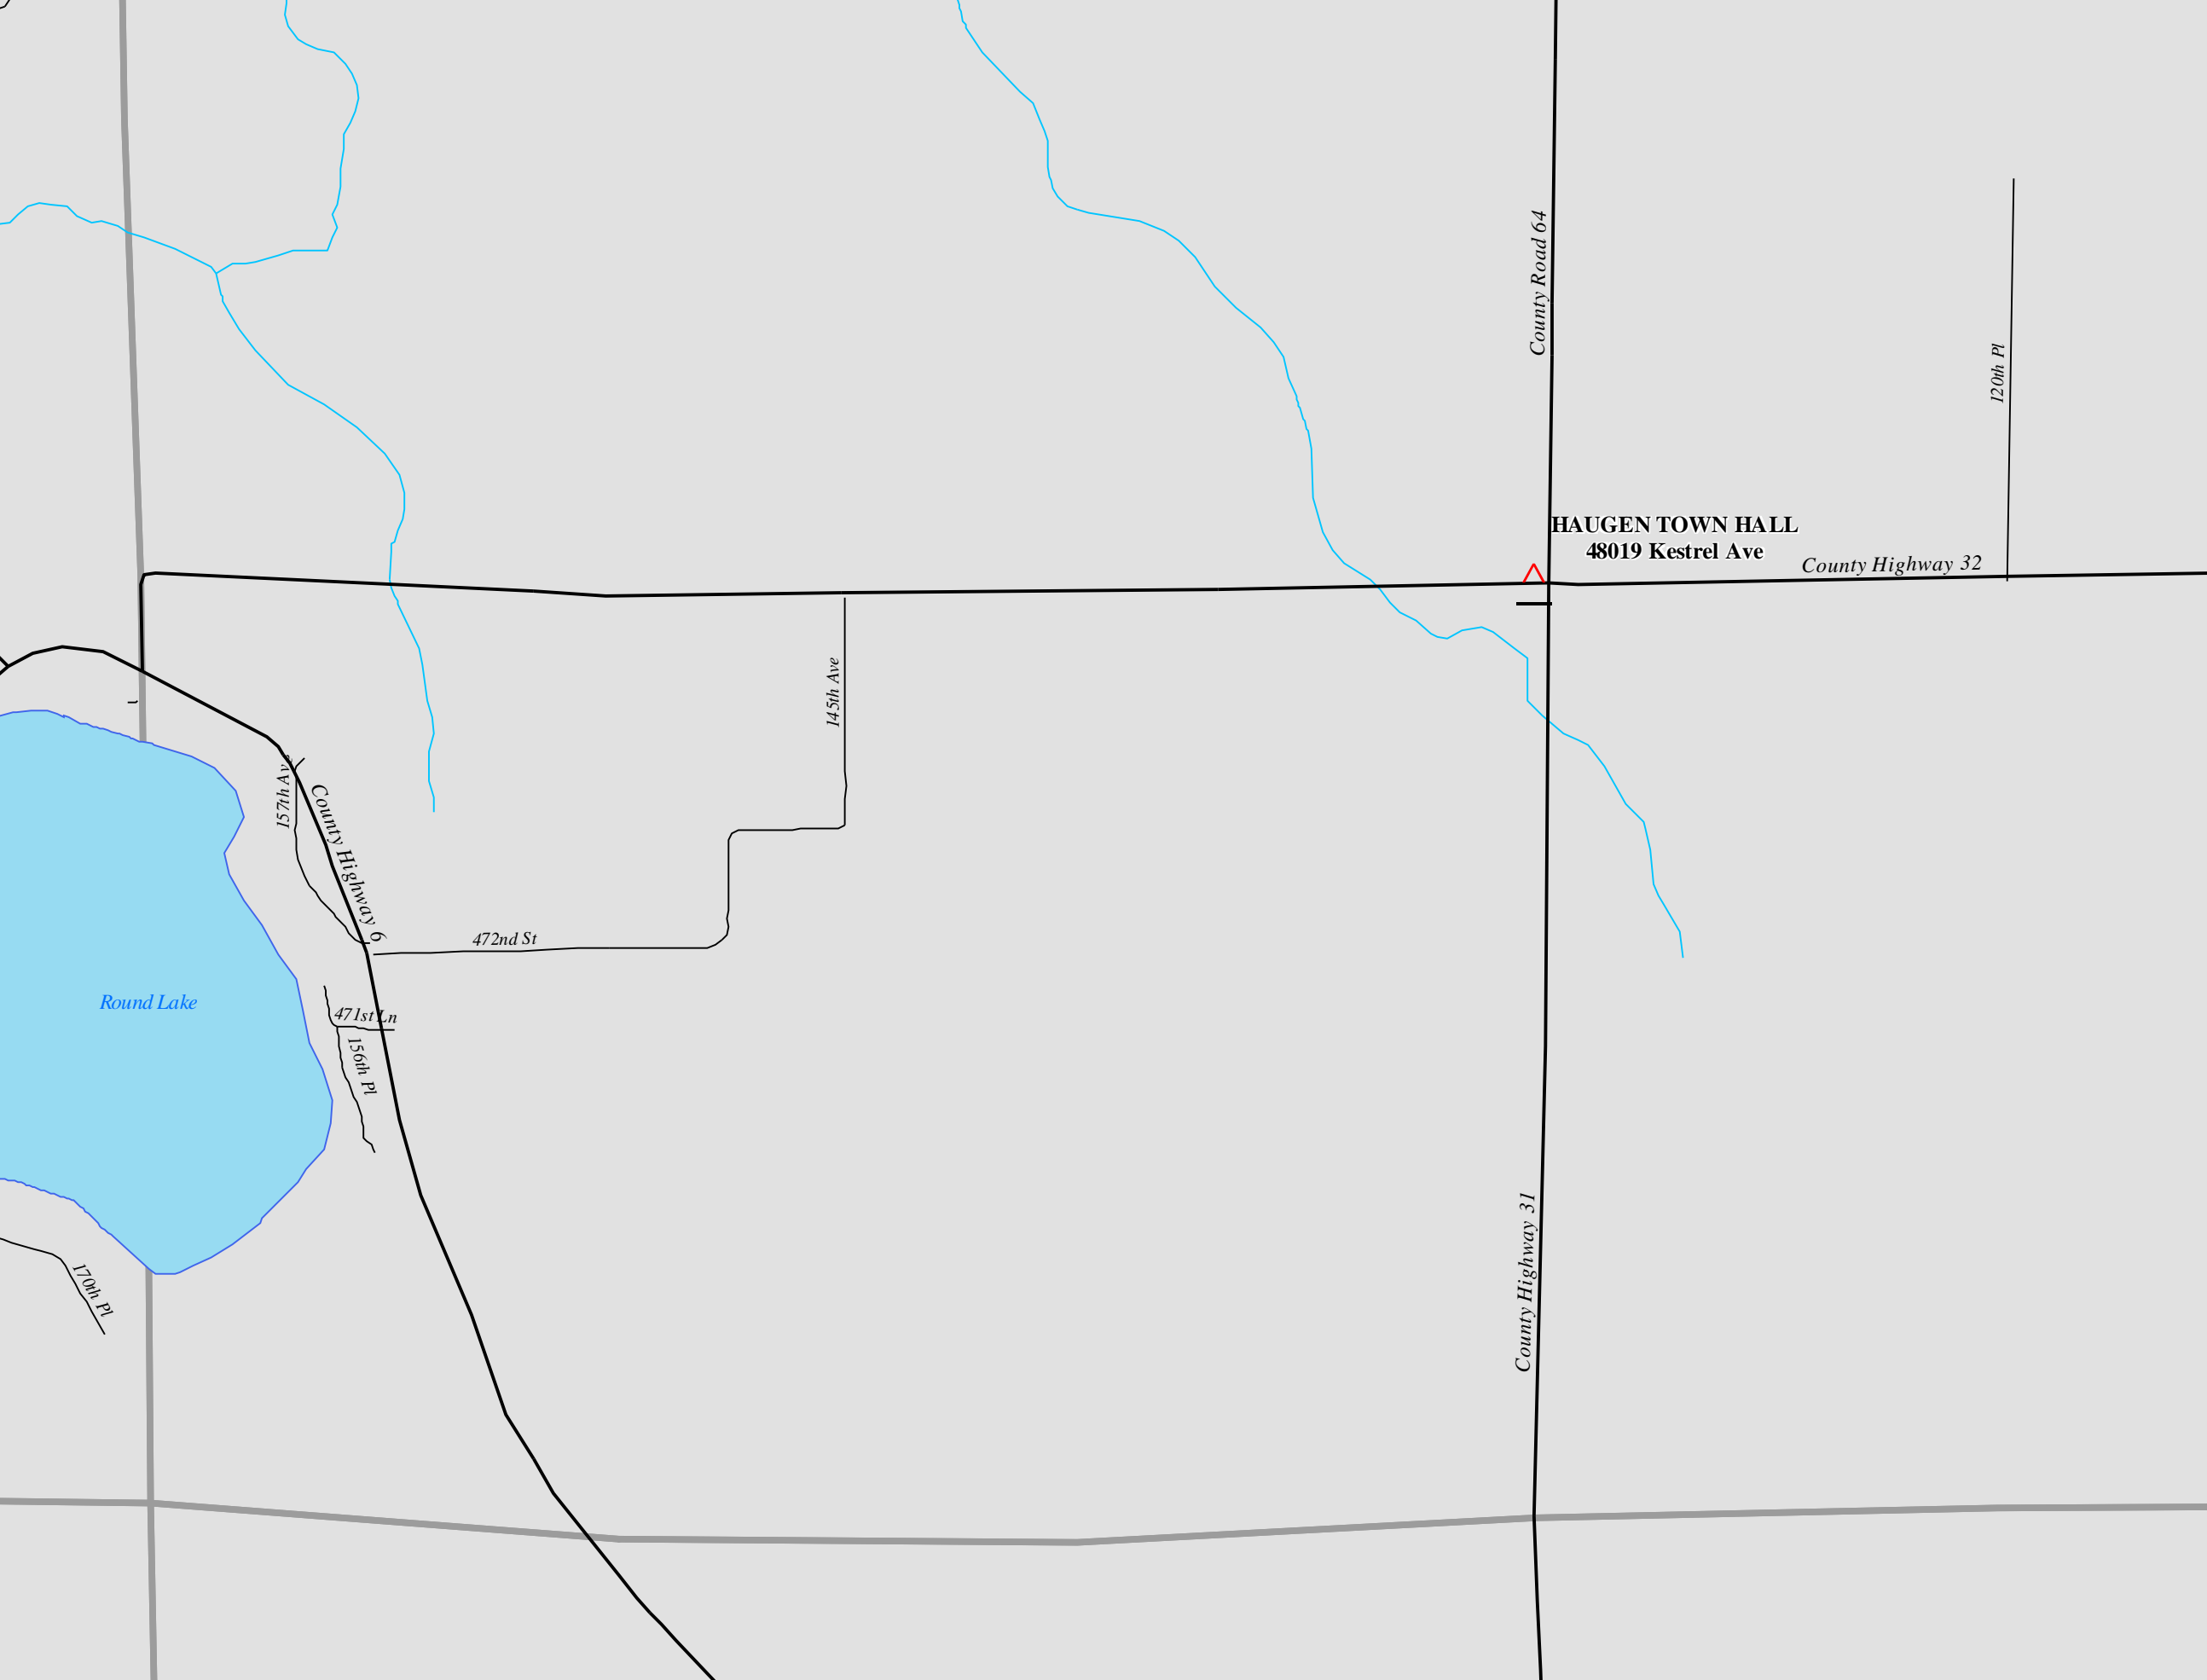 County Road 64
120th Pl
HAUGEN TOWN HALL
48019 Kestrel Ave
County Highway 32
145th Ave
157th Ave
County Highway 6
472nd St
Round Lake
471st Ln
156th Pl
County Highway 31
170th Pl